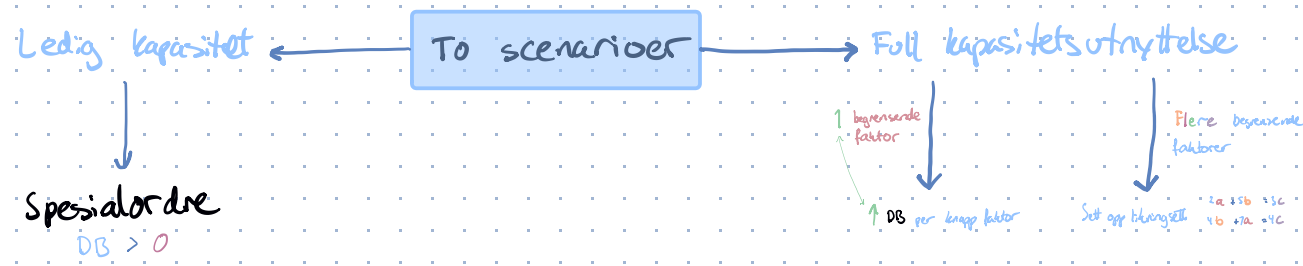 To scenarioer
Ledig kapasitet
Full kapasitetsutnyttelse
1 begrensende
faktor
Flere begrensende
faktorer
Spesialordre
DB > 0
↑ DB per knapp faktor
Sett opp
2a + 5b = 3c
4b + 7a = 4c